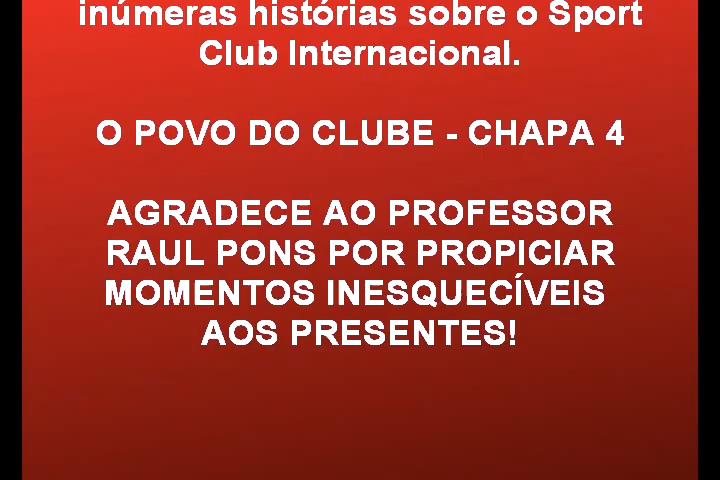 inúmeras histórias sobre o Sport
Club Internacional.
O POVO DO CLUBE - CHAPA 4
AGRADECE AO PROFESSOR
RAUL PONS POR PROPICIAR
MOMENTOS INESQUECÍVEIS
AOS PRESENTES!